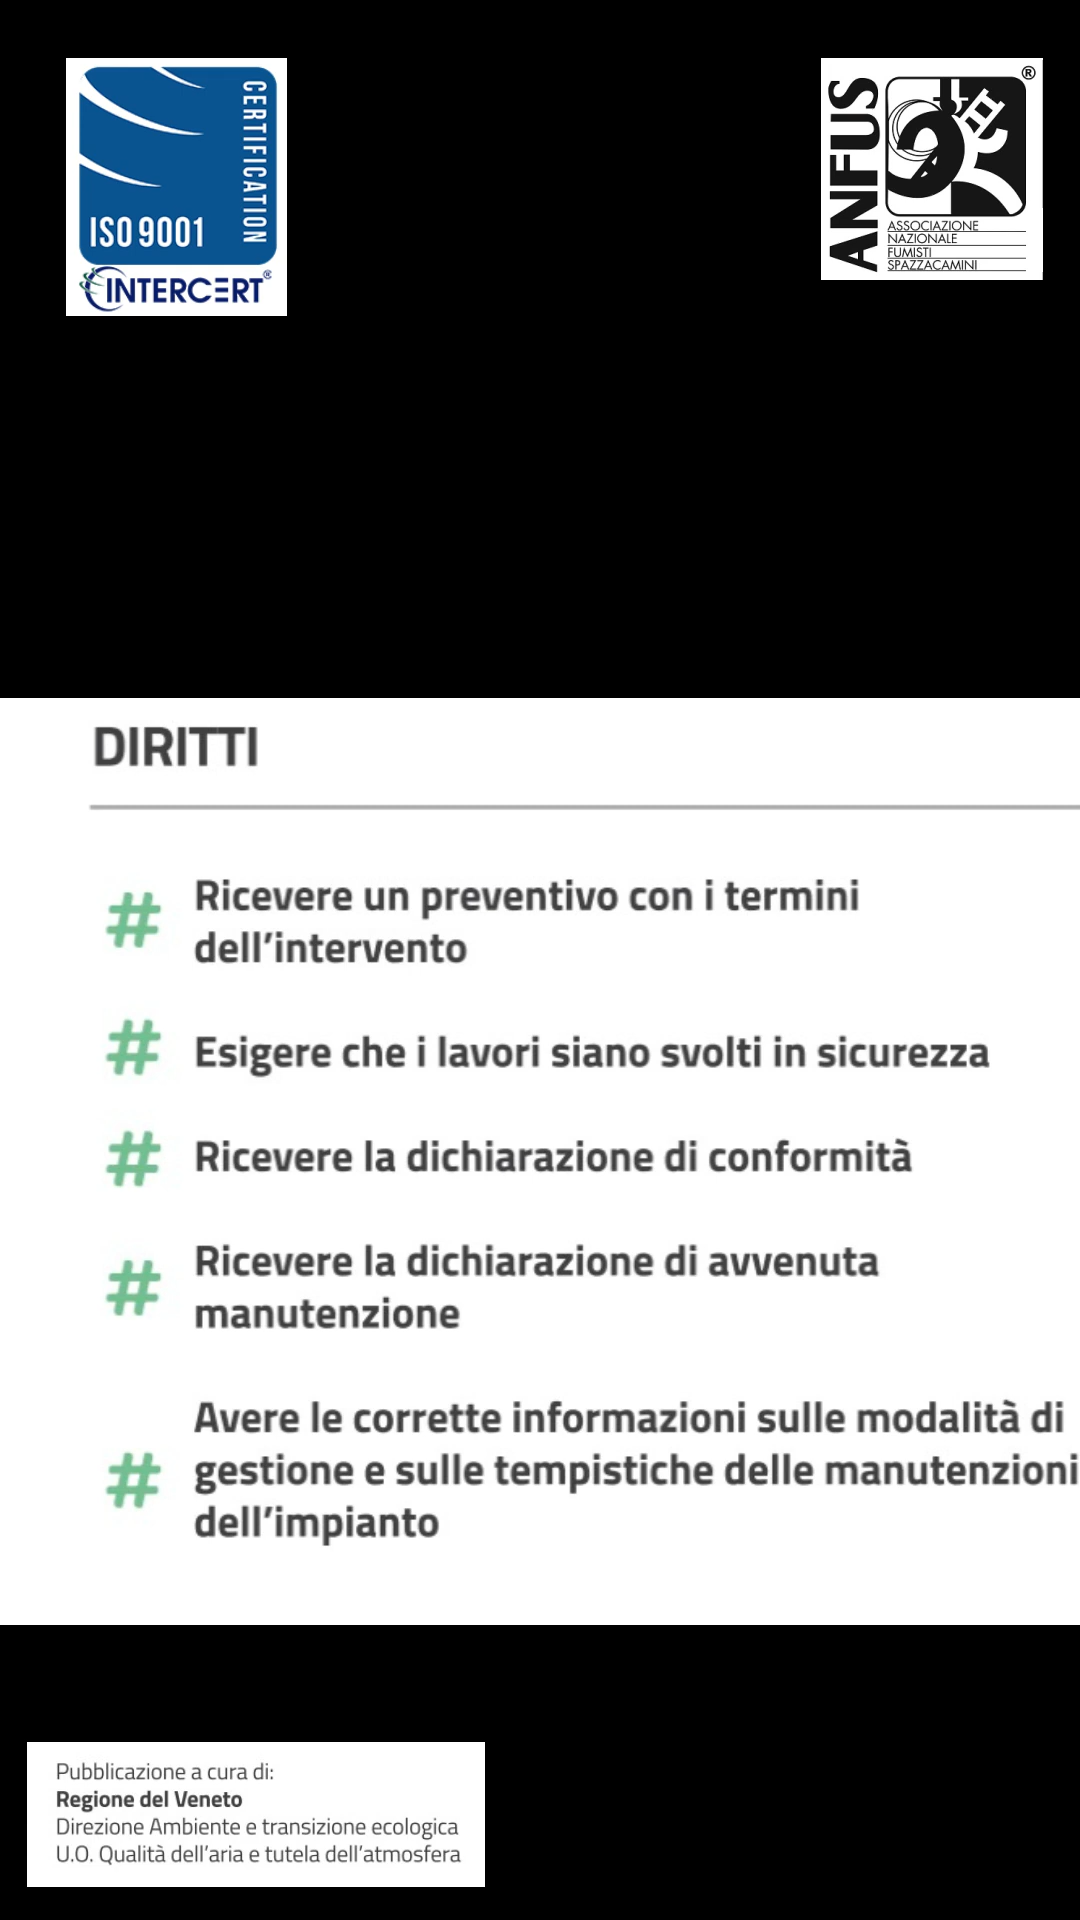 CERTIFICATION
ISO 9001
INTERCERT®
ANFUS
®
ASSOCIAZIONE
NAZIONALE
FUMISTI
SPAZZACAMINI
DIRITTI
# Ricevere un preventivo con i termini
dell’intervento
# Esigere che i lavori siano svolti in sicurezza
# Ricevere la dichiarazione di conformità
# Ricevere la dichiarazione di avvenuta
manutenzione
# Avere le corrette informazioni sulle modalità di
gestione e sulle tempistiche delle manutenzioni
dell’impianto
Pubblicazione a cura di:
Regione del Veneto
Direzione Ambiente e transizione ecologica
U.O. Qualità dell’aria e tutela dell’atmosfera